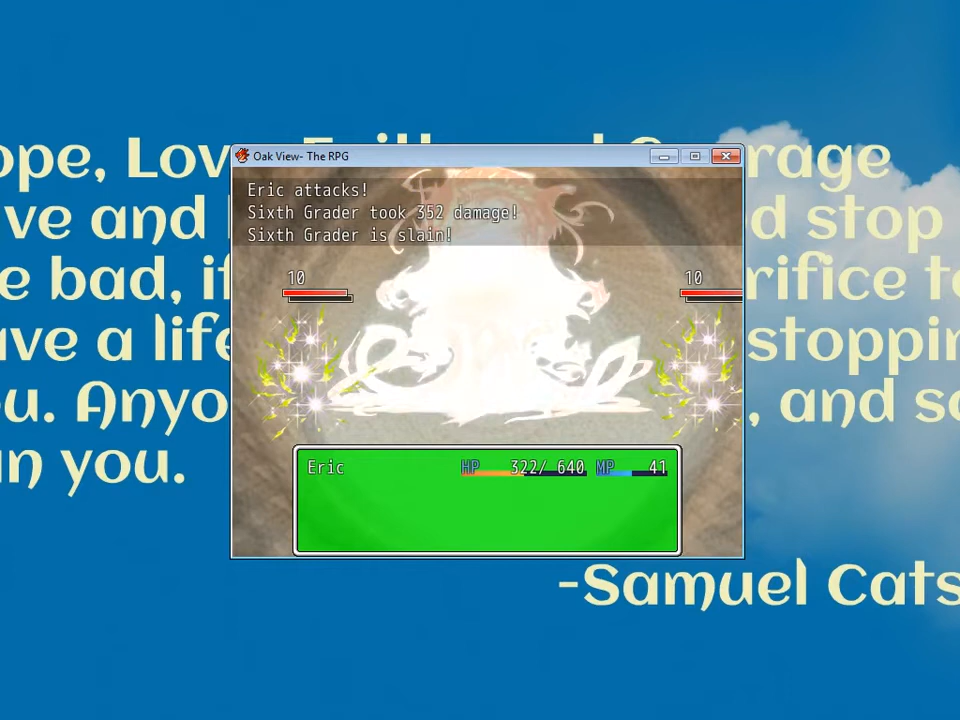 ope, Lov
rage
Oak View- The RPG
Eric attacks!
Sixth Grader took 352 damage!
Sixth Grader is slain!
ve and
d stop
10
10
e bad, if
rifice to
ve a life
stoppin
u. Anyo
, and so
Eric HP 322/ 640 MP 41
n you.
-Samuel Cats